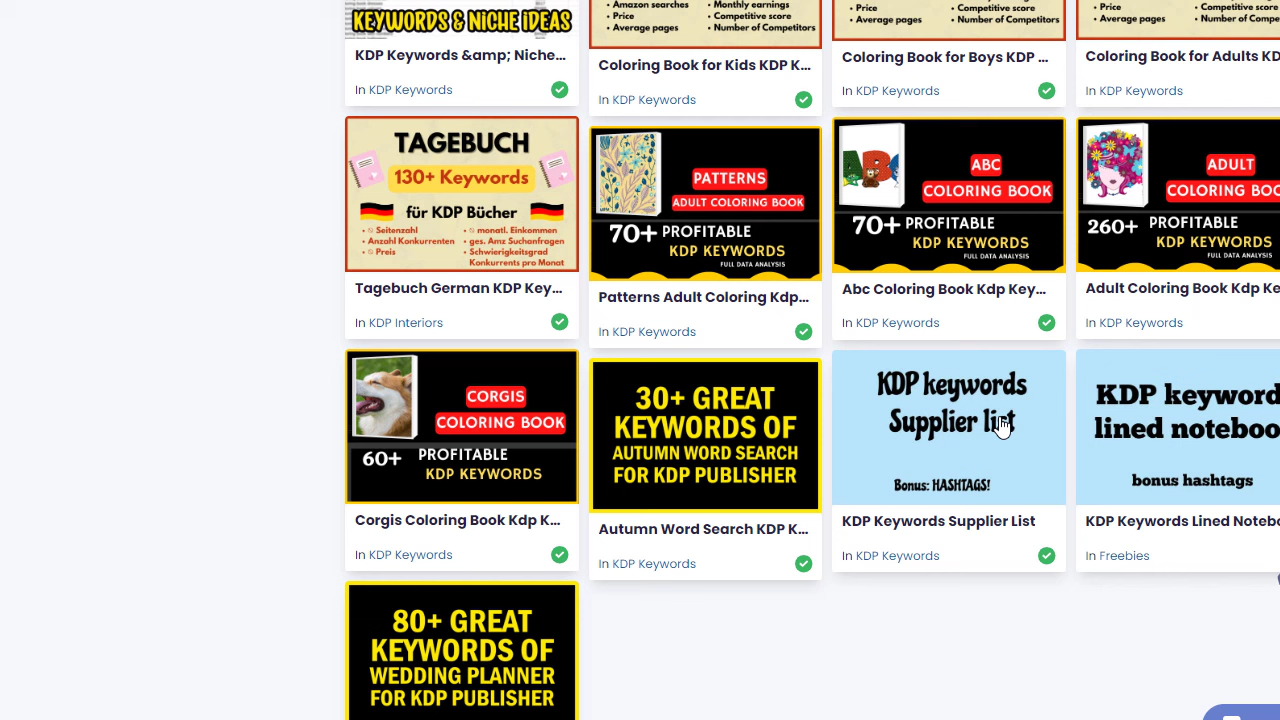 KEYWORDS & NICHE IDEAS
KDP Keywords &amp; Niche...
In KDP Keywords
• Amazon searches
• Price
• Average pages
• Monthly earnings
• Competitive score
• Number of Competitors
Coloring Book for Kids KDP K...
In KDP Keywords
• Price
• Average pages
• Competitive score
• Number of Competitors
Coloring Book for Boys KDP ...
In KDP Keywords
• Price
• Average pages
• Competitive score
• Number of Compe
Coloring Book for Adults KD
In KDP Keywords
TAGEBUCH
130+ Keywords
für KDP Bücher
• Seitenzahl
• Anzahl Konkurrenten
• Preis
• monatl. Einkommen
• ges. Amz Suchanfragen
• Schwierigkeitsgrad
Konkurrents pro Monat
Tagebuch German KDP Key...
In KDP Interiors
PATTERNS
ADULT COLORING BOOK
70+ PROFITABLE
KDP KEYWORDS
FULL DATA ANALYSIS
Patterns Adult Coloring Kdp...
In KDP Keywords
ABC
ABC
COLORING BOOK
70+ PROFITABLE
KDP KEYWORDS
FULL DATA ANALYSIS
Abc Coloring Book Kdp Key...
In KDP Keywords
ADULT
COLORING BOO
260+ PROFITABLE
KDP KEYWORDS
FULL DATA ANALYSIS
Adult Coloring Book Kdp Ke
In KDP Keywords
CORGIS
COLORING BOOK
60+ PROFITABLE
KDP KEYWORDS
Corgis Coloring Book Kdp K...
In KDP Keywords
30+ GREAT
KEYWORDS OF
AUTUMN WORD SEARCH
FOR KDP PUBLISHER
Autumn Word Search KDP K...
In KDP Keywords
KDP keywords
Supplier list
Bonus: HASHTAGS!
KDP Keywords Supplier List
In KDP Keywords
KDP keyword
lined noteboo
bonus hashtags
KDP Keywords Lined Noteb
In Freebies
80+ GREAT
KEYWORDS OF
WEDDING PLANNER
FOR KDP PUBLISHER